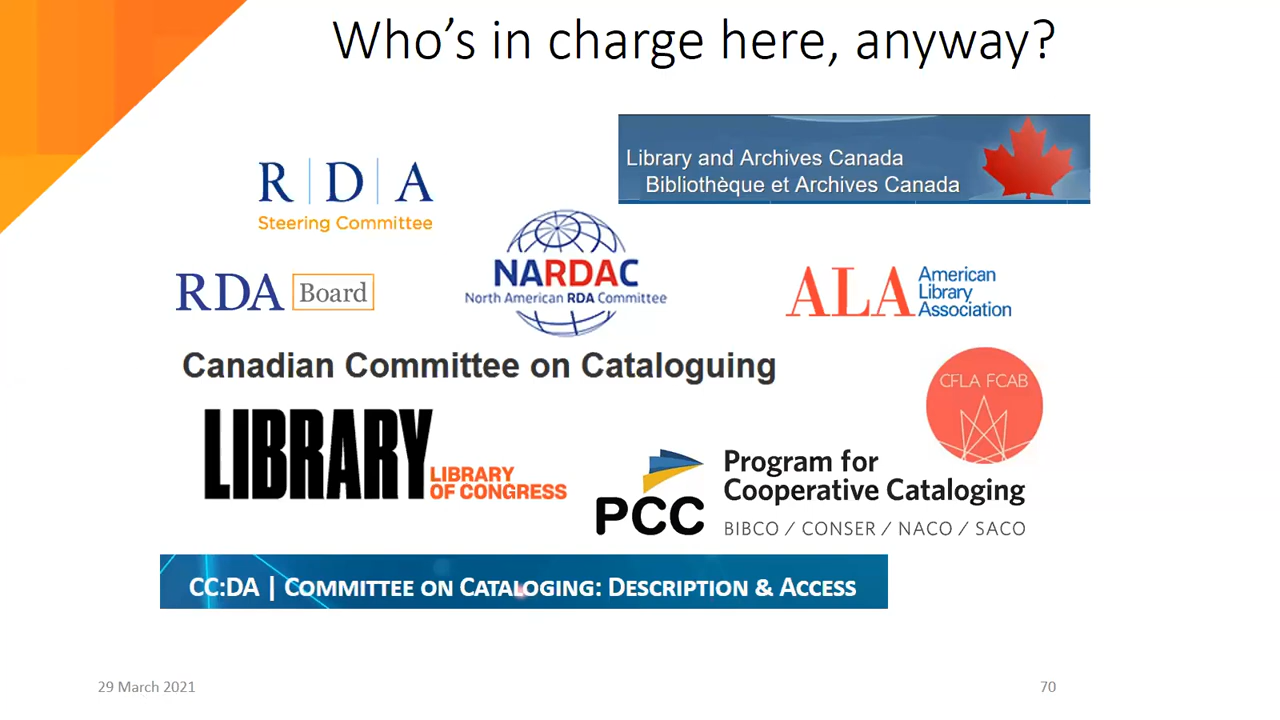 Who's in charge here, anyway?
Library and Archives Canada
Bibliothèque et Archives Canada
R|D|A
Steering Committee
NARDAC
North American RDA Committee
RDA Board
ALA American
Library
Association
Canadian Committee on Cataloguing
CFLA FCAB
LIBRARY
LIBRARY
OF CONGRESS
PCC
Program for
Cooperative Cataloging
BIBCO / CONSER / NACO / SACO
CC:DA | COMMITTEE ON CATALOGING: DESCRIPTION & ACCESS
29 March 2021
70